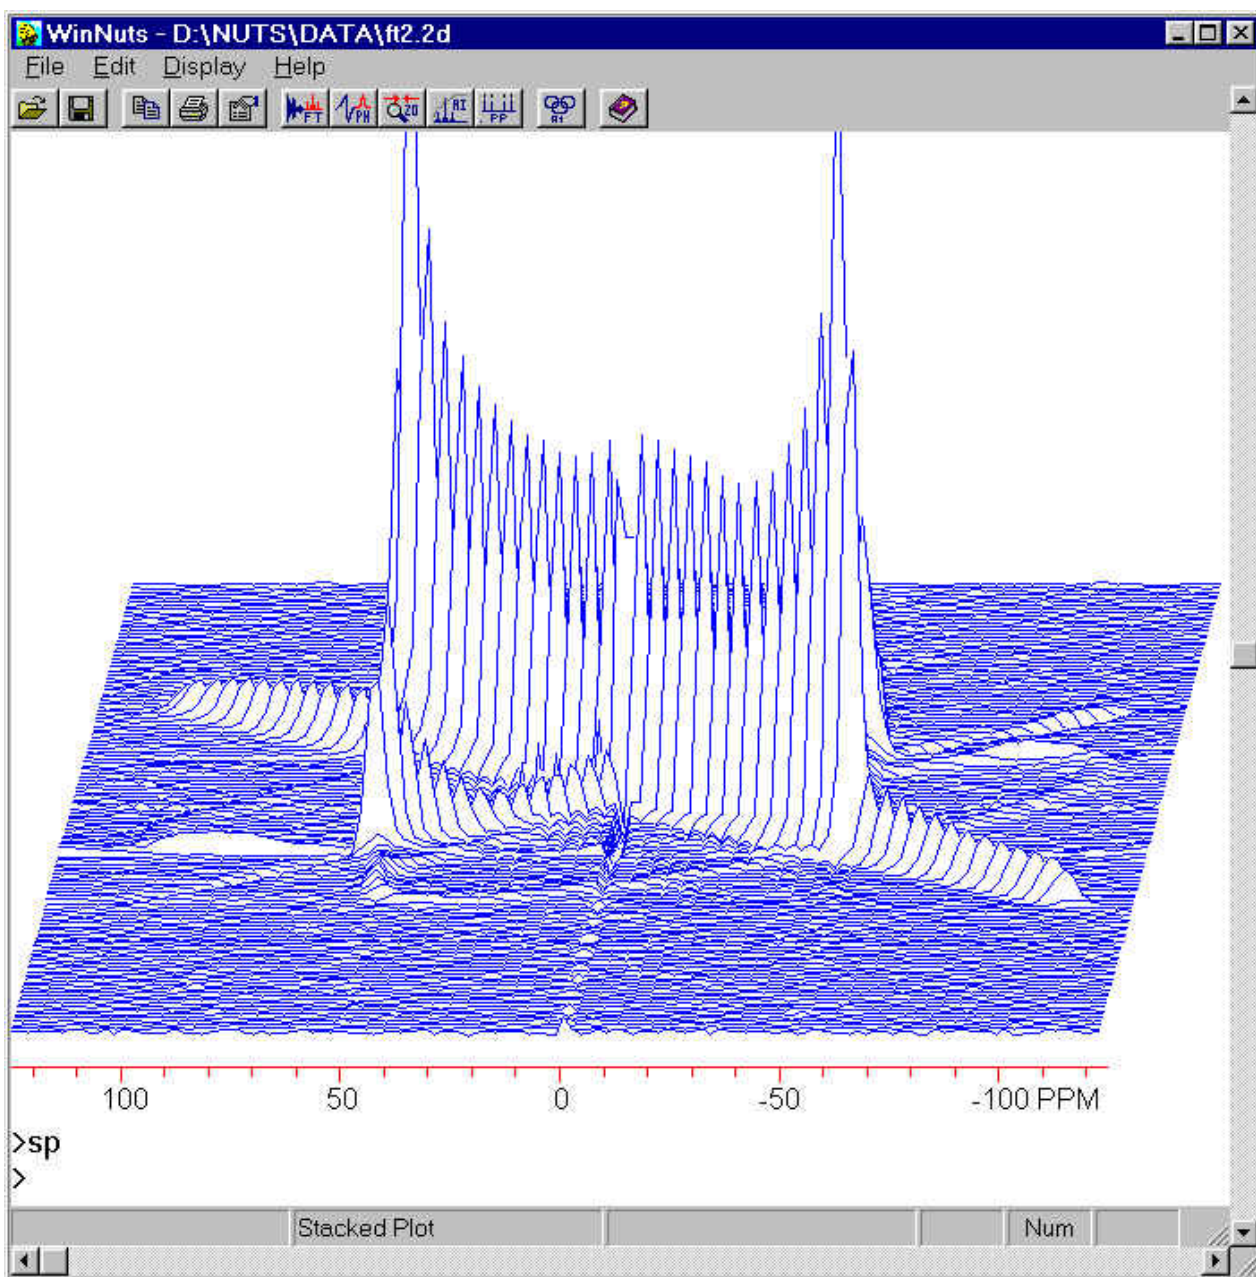 WinNuts - D:\NUTS\DATA\ft2.2d
File Edit Display Help
FT PH ZO AI PP A1
100 50 0 -50 -100 PPM
>sp
>
Stacked Plot Num